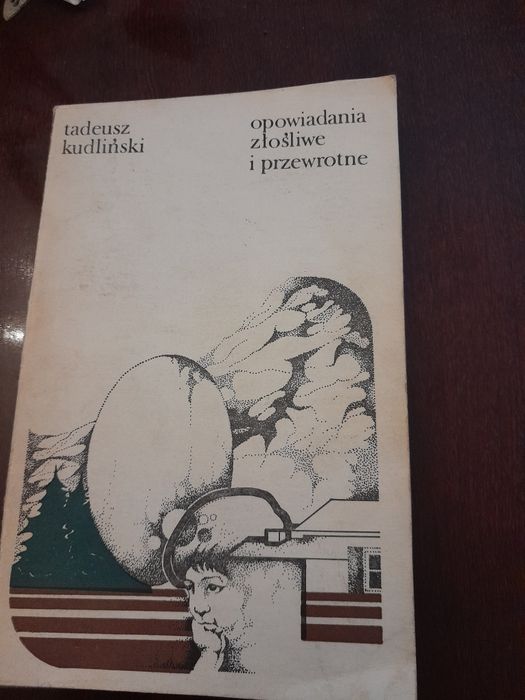 tadeusz
kudliński
opowiadania
złośliwe
i przewrotne